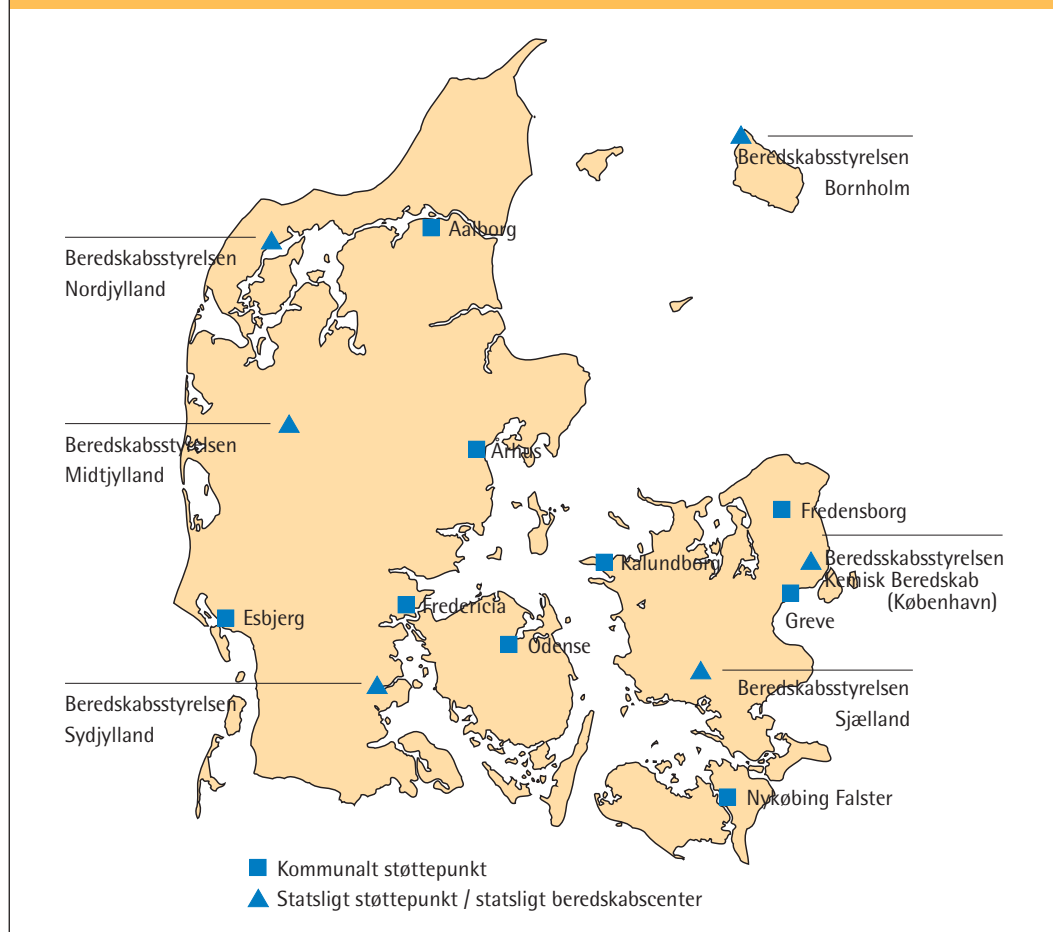 Beredskabsstyrelsen
Bornholm
Aalborg
Beredskabsstyrelsen
Nordjylland
Beredskabsstyrelsen
Midtjylland
Århus
Fredensborg
Kalundborg
Beredsskabsstyrelsen
Kemisk Beredskab
(København)
Greve
Fredericia
Esbjerg
Odense
Beredskabsstyrelsen
Sydjylland
Beredskabsstyrelsen
Sjælland
Nykøbing Falster
Kommunalt støttepunkt
Statsligt støttepunkt / statsligt beredskabscenter